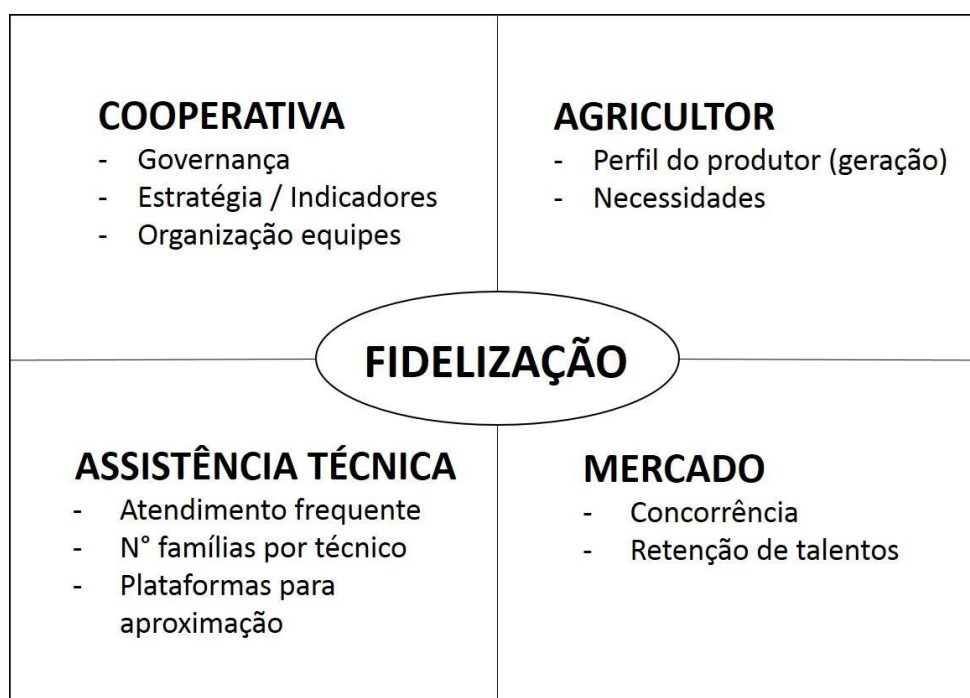 COOPERATIVA
- Governança
- Estratégia / Indicadores
- Organização equipes
AGRICULTOR
- Perfil do produtor (geração)
- Necessidades
FIDELIZAÇÃO
ASSISTÊNCIA TÉCNICA
- Atendimento frequente
- N° famílias por técnico
- Plataformas para
aproximação
MERCADO
- Concorrência
- Retenção de talentos